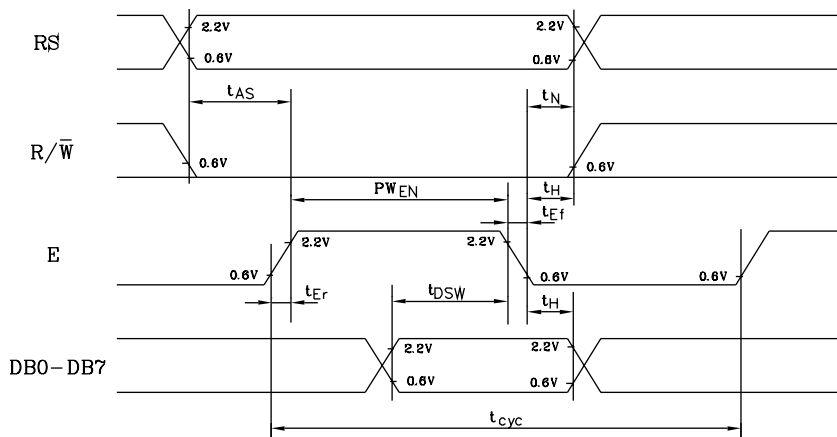 RS
2.2V
2.2V
0.6V
0.6V
tAS
tN
R/W̅
0.6V
0.6V
PWEN
tH
tEf
E
2.2V
2.2V
0.6V
0.6V
0.6V
tEr
tDSW
tH
DB0-DB7
2.2V
2.2V
0.6V
0.6V
tcyc